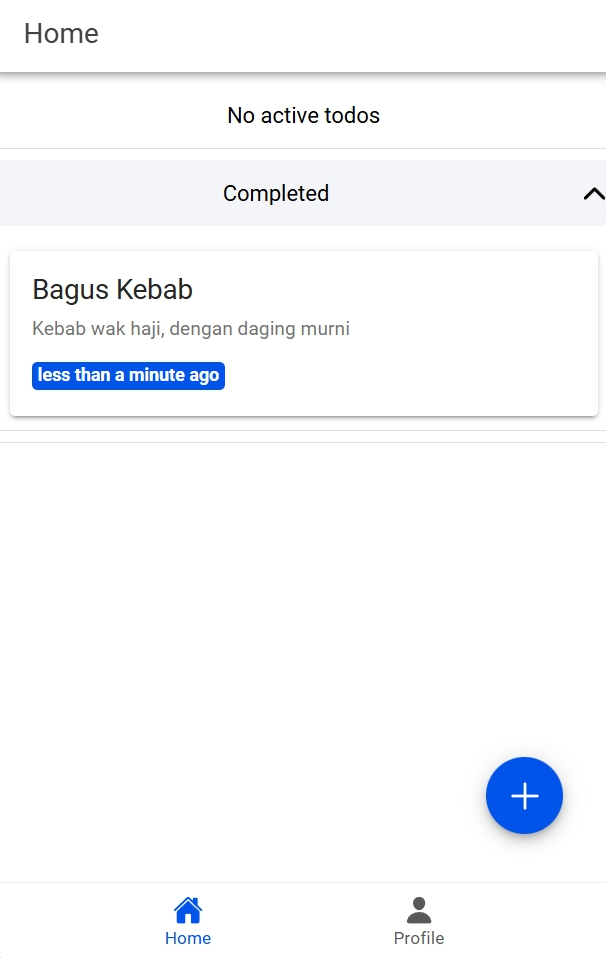 Home
No active todos
Completed
Bagus Kebab
Kebab wak haji, dengan daging murni
less than a minute ago
Home
Profile